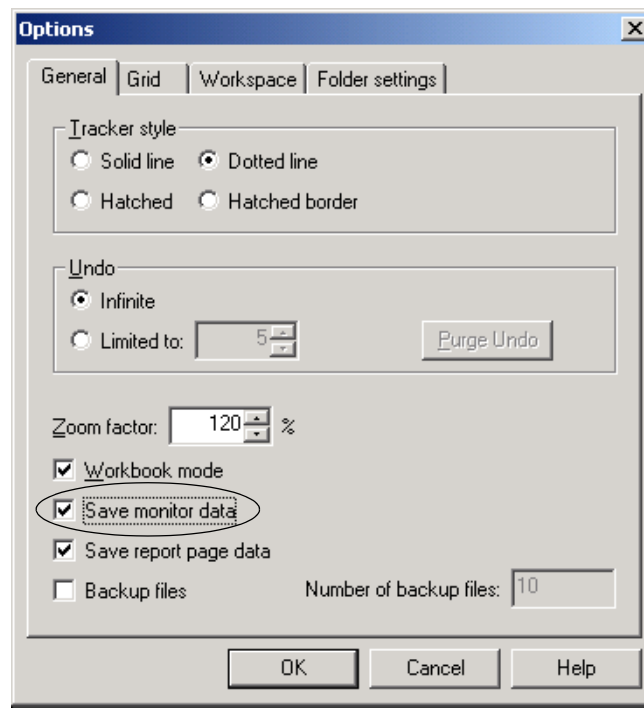 Options
General Grid Workspace Folder settings
Tracker style
Solid line Dotted line
Hatched Hatched border
Undo
Infinite
Limited to: 5 Purge Undo
Zoom factor: 120 %
Workbook mode
Save monitor data
Save report page data
Backup files Number of backup files: 10
OK Cancel Help